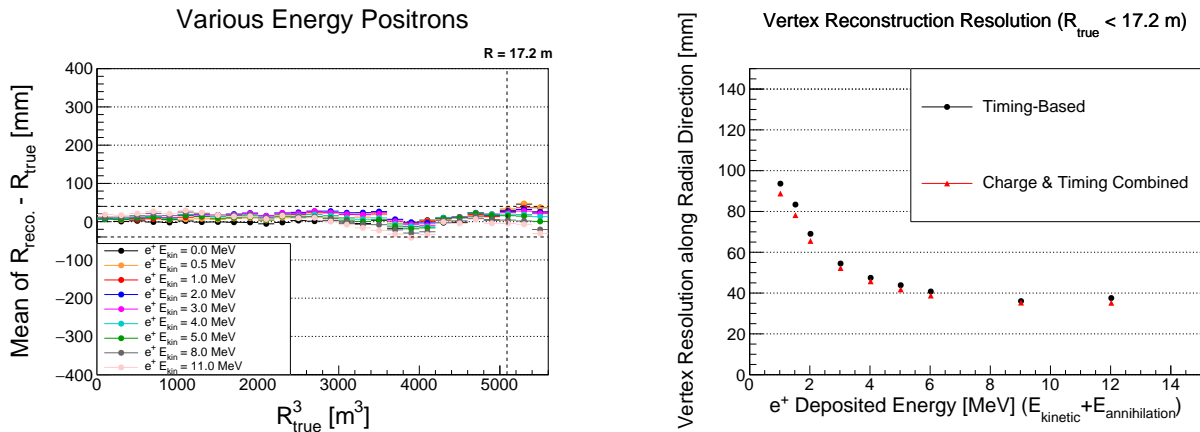 Various Energy Positrons
R = 17.2 m
Mean of R_reco. - R_true [mm]
400
300
200
100
0
−100
−200
−300
−400
e⁺ E_kin = 0.0 MeV
e⁺ E_kin = 0.5 MeV
e⁺ E_kin = 1.0 MeV
e⁺ E_kin = 2.0 MeV
e⁺ E_kin = 3.0 MeV
e⁺ E_kin = 4.0 MeV
e⁺ E_kin = 5.0 MeV
e⁺ E_kin = 8.0 MeV
e⁺ E_kin = 11.0 MeV
0 1000 2000 3000 4000 5000
R³_true [m³]
Vertex Reconstruction Resolution (R_true < 17.2 m)
Vertex Resolution along Radial Direction [mm]
140
120
100
80
60
40
20
0
Timing-Based
Charge & Timing Combined
0 2 4 6 8 10 12 14
e⁺ Deposited Energy [MeV] (E_kinetic+E_annihilation)